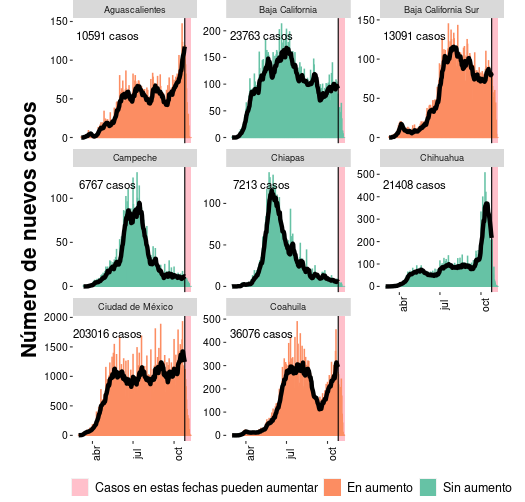 Número de nuevos casos
Aguascalientes
Baja California
Baja California Sur
10591 casos
23763 casos
13091 casos
150
100
50
0
200
150
100
50
0
150
100
50
0
Campeche
Chiapas
Chihuahua
6767 casos
7213 casos
21408 casos
100
50
0
100
50
0
500
400
300
200
100
0
abr
jul
oct
Ciudad de México
Coahuila
203016 casos
36076 casos
2000
1500
1000
500
0
500
400
300
200
100
0
abr
jul
oct
abr
jul
oct
Casos en estas fechas pueden aumentar
En aumento
Sin aumento